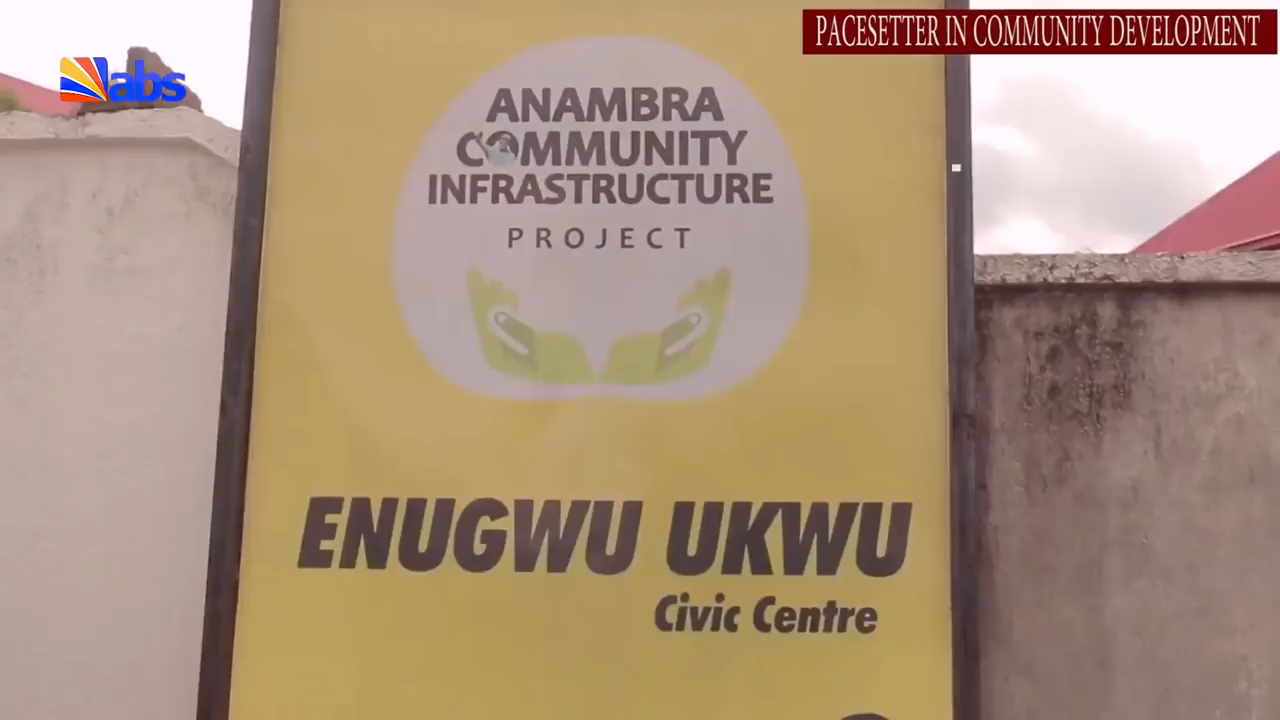 PACESETTER IN COMMUNITY DEVELOPMENT
abs
ANAMBRA
COMMUNITY
INFRASTRUCTURE
PROJECT
ENUGWU UKWU
Civic Centre